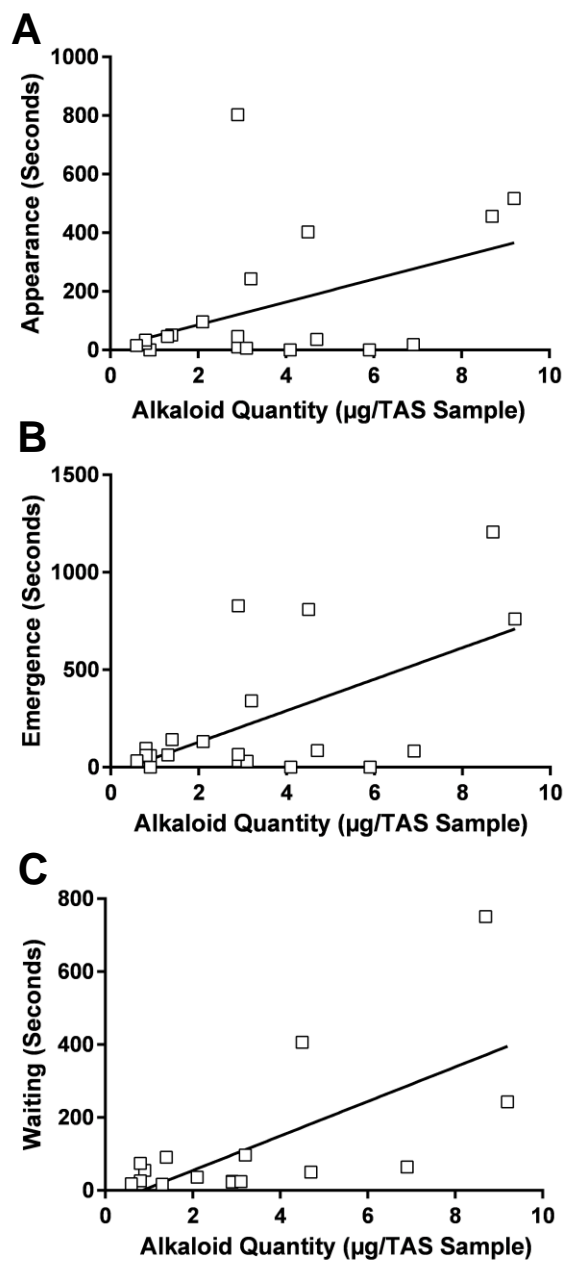 A
1000
800
600
400
200
0
Appearance (Seconds)
0 2 4 6 8 10
Alkaloid Quantity (µg/TAS Sample)
B
1500
1000
500
0
Emergence (Seconds)
0 2 4 6 8 10
Alkaloid Quantity (µg/TAS Sample)
C
800
600
400
200
0
Waiting (Seconds)
0 2 4 6 8 10
Alkaloid Quantity (µg/TAS Sample)